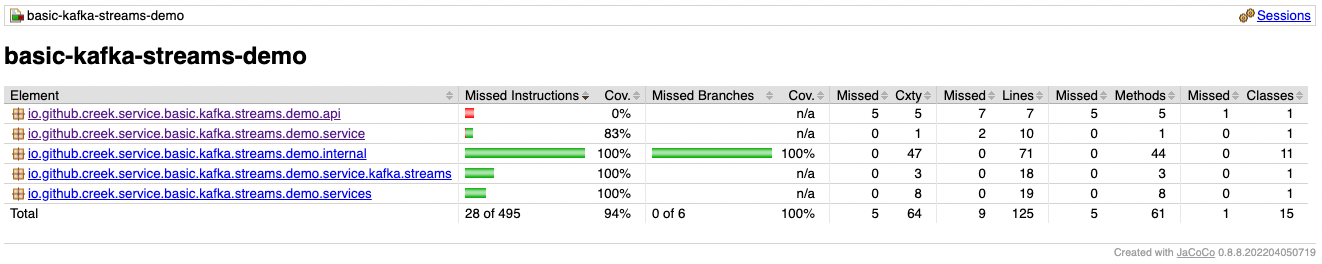 basic-kafka-streams-demo Sessions
basic-kafka-streams-demo
Element Missed Instructions Cov. Missed Branches Cov. Missed Cxty Missed Lines Missed Methods Missed Classes
io.github.creek.service.basic.kafka.streams.demo.api 0% n/a 5 5 7 7 5 5 1 1
io.github.creek.service.basic.kafka.streams.demo.service 83% n/a 0 1 2 10 0 1 0 1
io.github.creek.service.basic.kafka.streams.demo.internal 100% 100% 0 47 0 71 0 44 0 11
io.github.creek.service.basic.kafka.streams.demo.service.kafka.streams 100% n/a 0 3 0 18 0 3 0 1
io.github.creek.service.basic.kafka.streams.demo.services 100% n/a 0 8 0 19 0 8 0 1
Total 28 of 495 94% 0 of 6 100% 5 64 9 125 5 61 1 15
Created with JaCoCo 0.8.8.202204050719